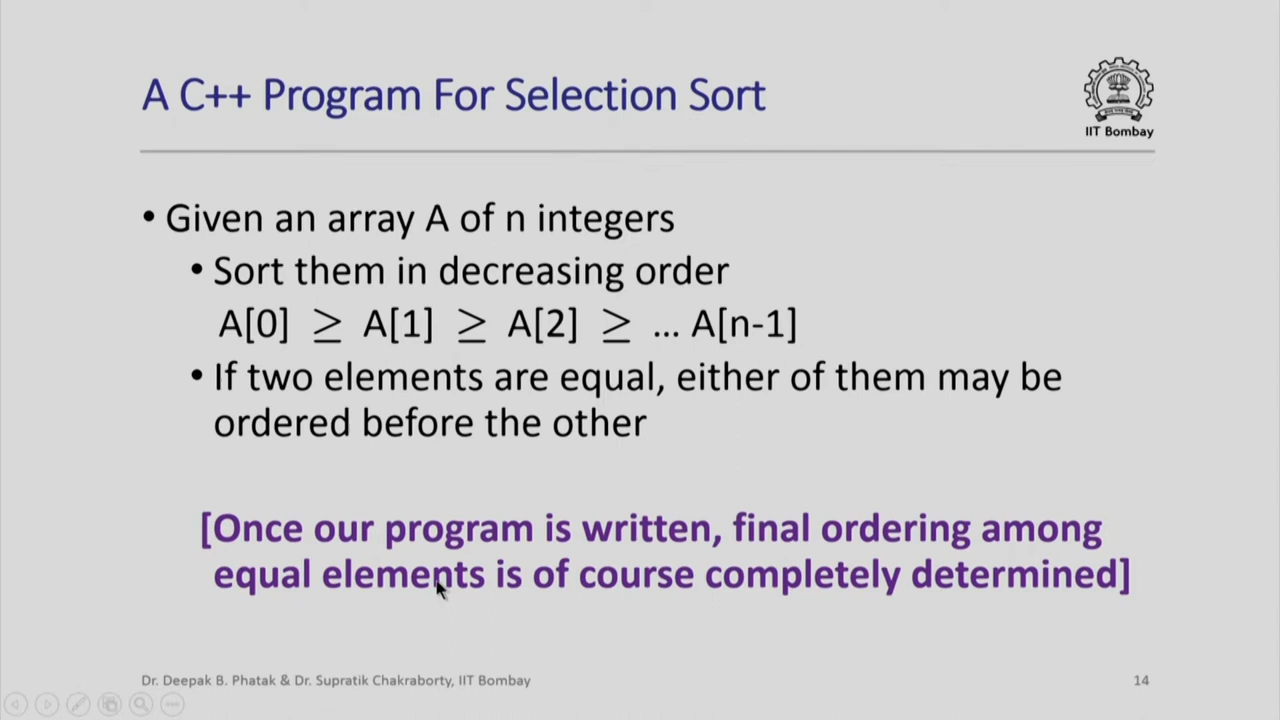 A C++ Program For Selection Sort
IIT Bombay
• Given an array A of n integers
• Sort them in decreasing order
A[0] ≥ A[1] ≥ A[2] ≥ … A[n-1]
• If two elements are equal, either of them may be
ordered before the other
[Once our program is written, final ordering among
equal elements is of course completely determined]
Dr. Deepak B. Phatak & Dr. Supratik Chakraborty, IIT Bombay
14